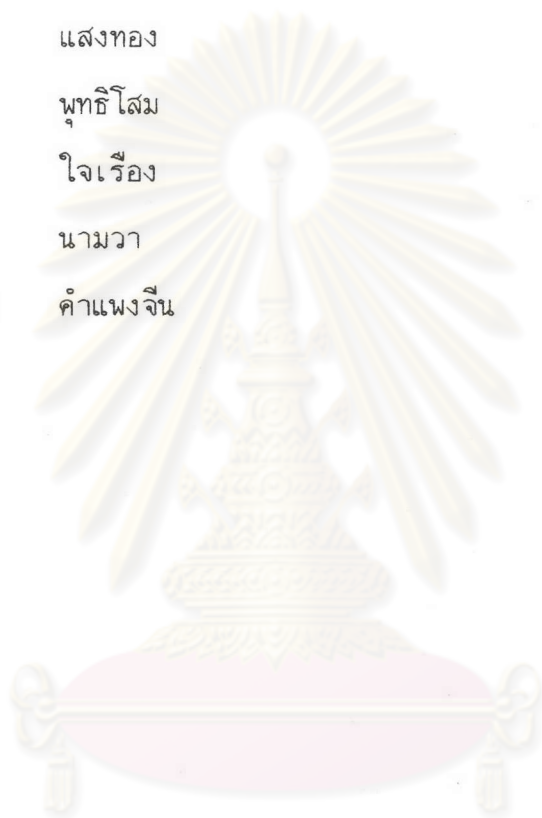 แสงทอง
พุทธิโสม
ใจเรือง
นามวา
คำแพงจีน